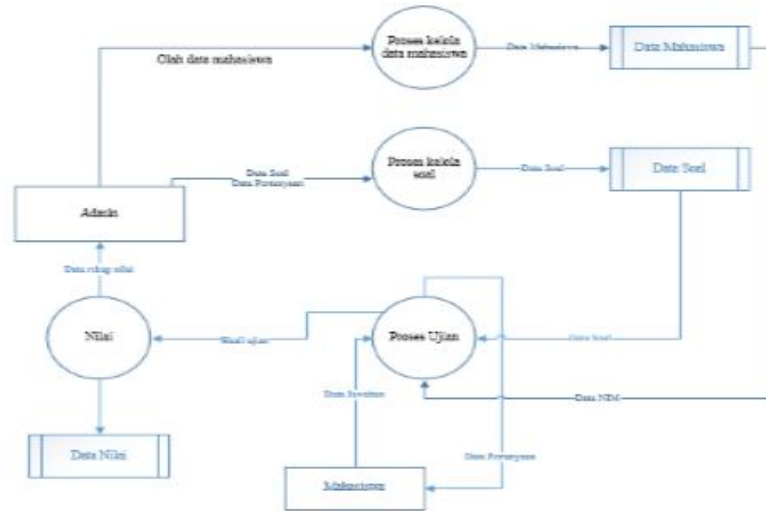 Proses kelola
data mahasiswa
Data Mahasiswa
Data Mahasiswa
Olah data mahasiswa
Proses kelola
soal
Data Soal
Data Soal
Data Soal
Data Pertanyaan
Admin
Data rekap nilai
Nilai
Hasil ujian
Proses Ujian
Data Soal
Data Jawaban
Data NIM
Data Nilai
Data Pertanyaan
Mahasiswa